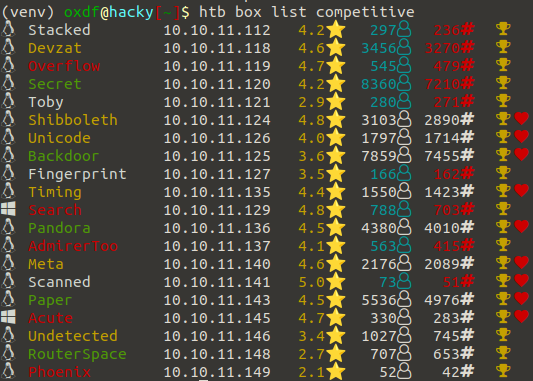 (venv) oxdf@hacky[~]$ htb box list competitive
Stacked 10.10.11.112 4.2 297 236#
Devzat 10.10.11.118 4.6 3456 3270#
Overflow 10.10.11.119 4.7 545 479#
Secret 10.10.11.120 4.2 8360 7210#
Toby 10.10.11.121 2.9 280 271#
Shibboleth 10.10.11.124 4.8 3103 2890#
Unicode 10.10.11.126 4.0 1797 1714#
Backdoor 10.10.11.125 3.6 7859 7455#
Fingerprint 10.10.11.127 3.5 166 162#
Timing 10.10.11.135 4.4 1550 1423#
Search 10.10.11.129 4.8 788 703#
Pandora 10.10.11.136 4.5 4380 4010#
AdmirerToo 10.10.11.137 4.1 563 415#
Meta 10.10.11.140 4.6 2176 2089#
Scanned 10.10.11.141 5.0 73 51#
Paper 10.10.11.143 4.5 5536 4976#
Acute 10.10.11.145 4.7 330 283#
Undetected 10.10.11.146 3.4 1027 745#
RouterSpace 10.10.11.148 2.7 707 653#
Phoenix 10.10.11.149 2.1 52 42#